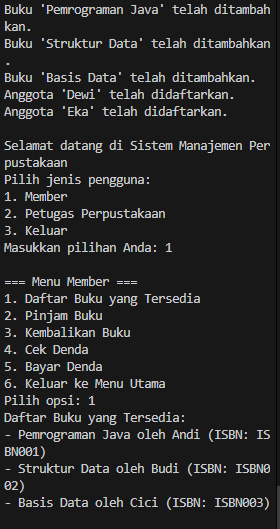 Buku 'Pemrograman Java' telah ditambah
kan.
Buku 'Struktur Data' telah ditambahkan
.
Buku 'Basis Data' telah ditambahkan.
Anggota 'Dewi' telah didaftarkan.
Anggota 'Eka' telah didaftarkan.

Selamat datang di Sistem Manajemen Per
pustakaan
Pilih jenis pengguna:
1. Member
2. Petugas Perpustakaan
3. Keluar
Masukkan pilihan Anda: 1

=== Menu Member ===
1. Daftar Buku yang Tersedia
2. Pinjam Buku
3. Kembalikan Buku
4. Cek Denda
5. Bayar Denda
6. Keluar ke Menu Utama
Pilih opsi: 1
Daftar Buku yang Tersedia:
- Pemrograman Java oleh Andi (ISBN: IS
BN001)
- Struktur Data oleh Budi (ISBN: ISBN0
02)
- Basis Data oleh Cici (ISBN: ISBN003)